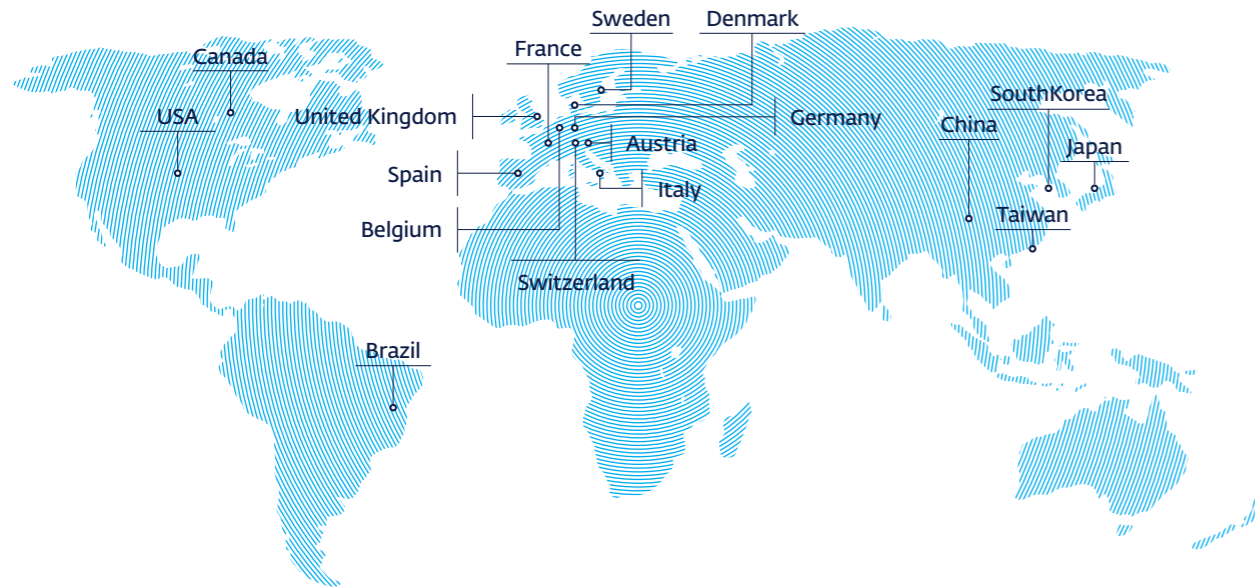 Sweden
Denmark
France
Canada
SouthKorea
USA
United Kingdom
Germany
China
Austria
Japan
Spain
Italy
Taiwan
Belgium
Switzerland
Brazil